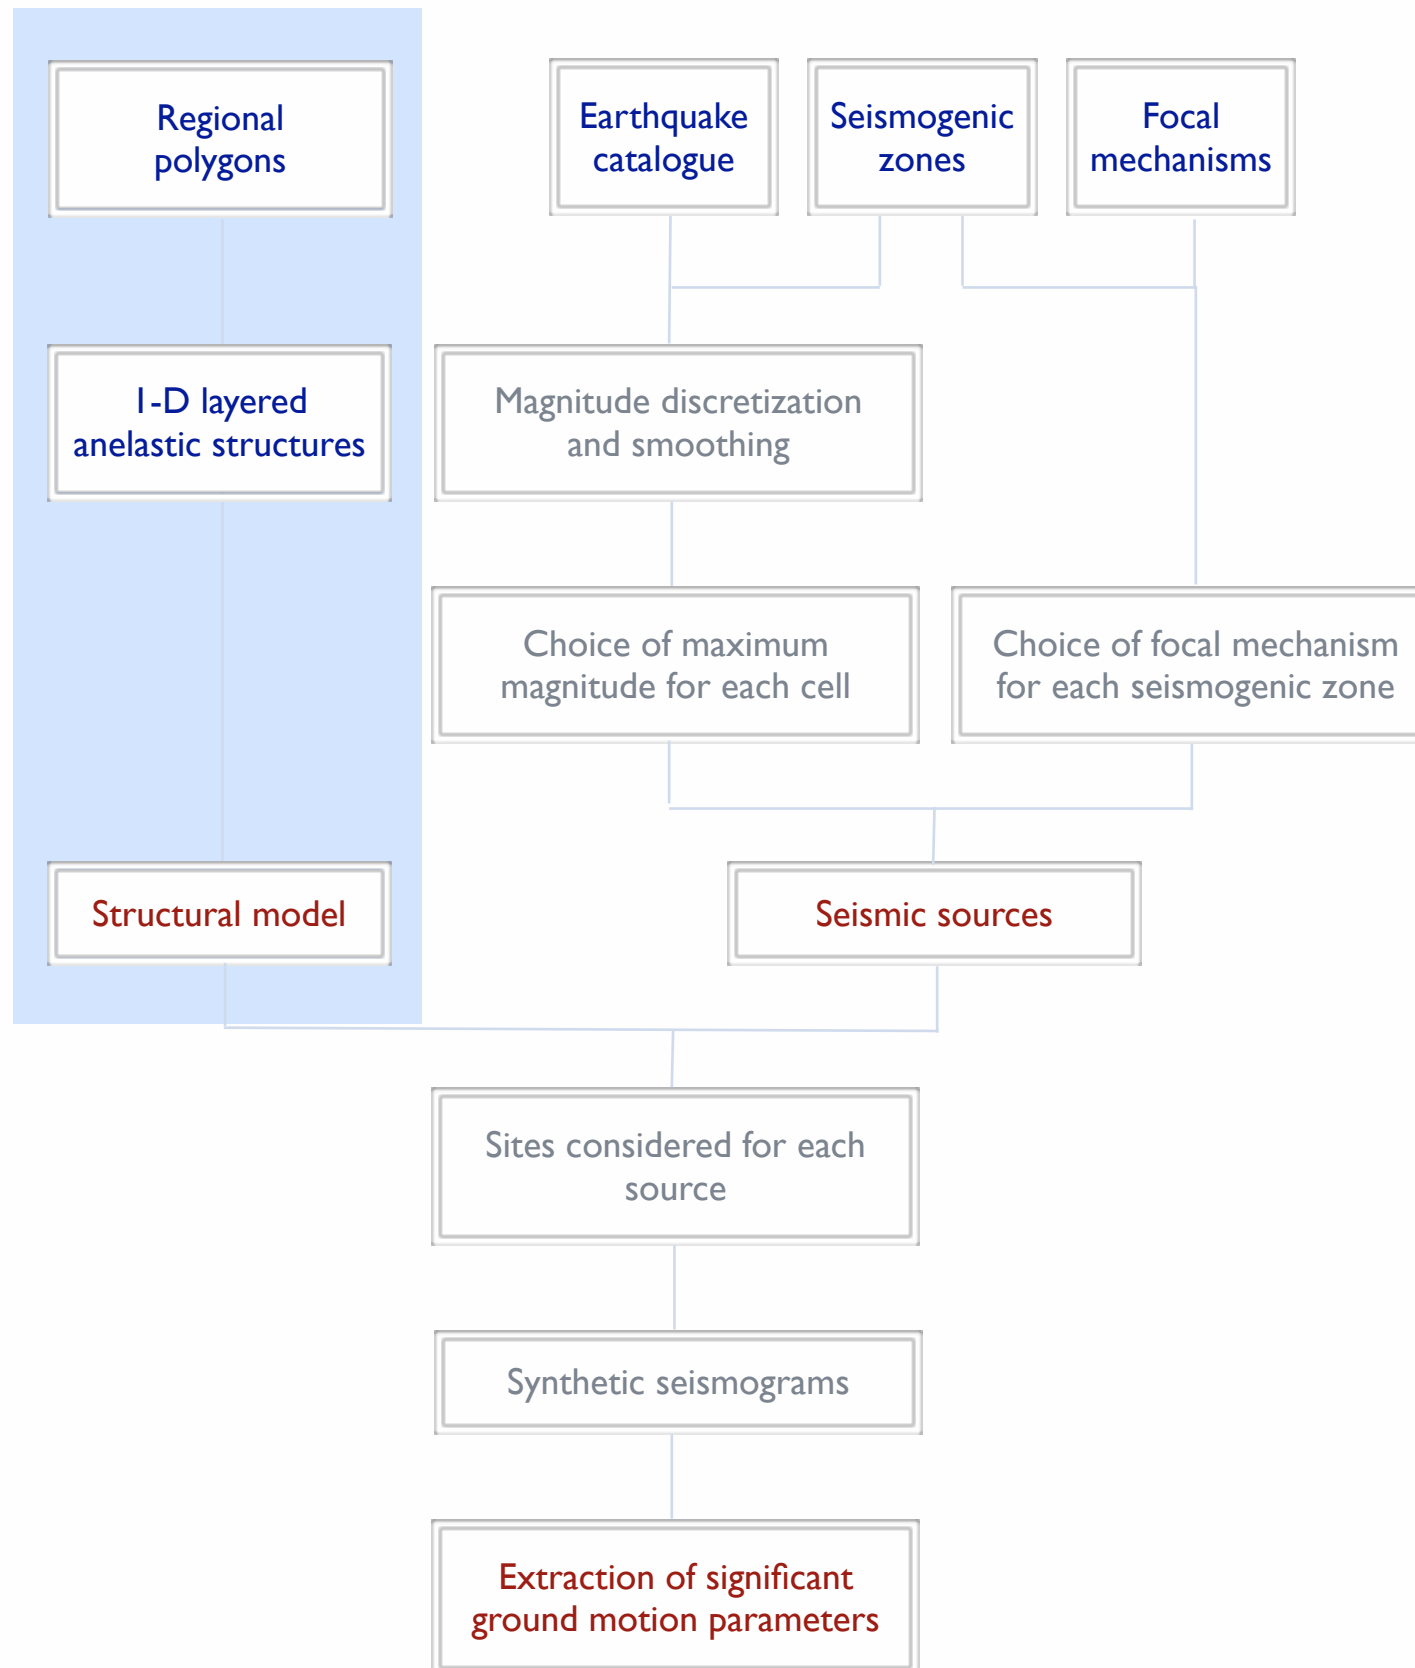 Regional
polygons
Earthquake
catalogue
Seismogenic
zones
Focal
mechanisms
1-D layered
anelastic structures
Magnitude discretization
and smoothing
Choice of maximum
magnitude for each cell
Choice of focal mechanism
for each seismogenic zone
Structural model
Seismic sources
Sites considered for each
source
Synthetic seismograms
Extraction of significant
ground motion parameters